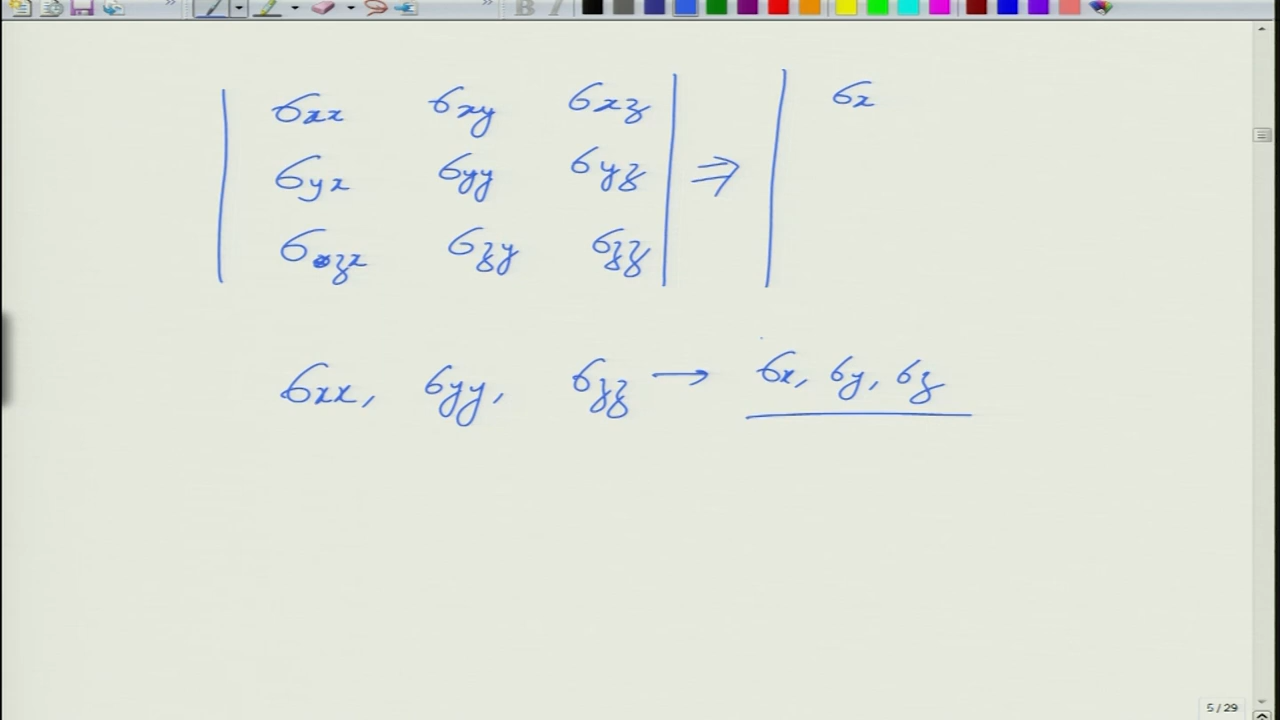 B I
| σxx σxy σxz | ⇒ | σx
σyx σyy σyz
σzx σzy σzz
σxx, σyy, σzz → σx, σy, σz
5 / 29